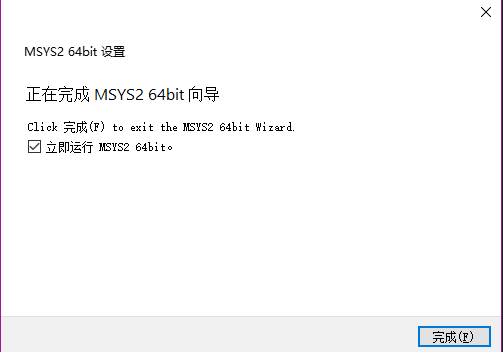 MSYS2 64bit 设置
正在完成 MSYS2 64bit 向导
Click 完成(F) to exit the MSYS2 64bit Wizard.
立即运行 MSYS2 64bit。
完成(F)